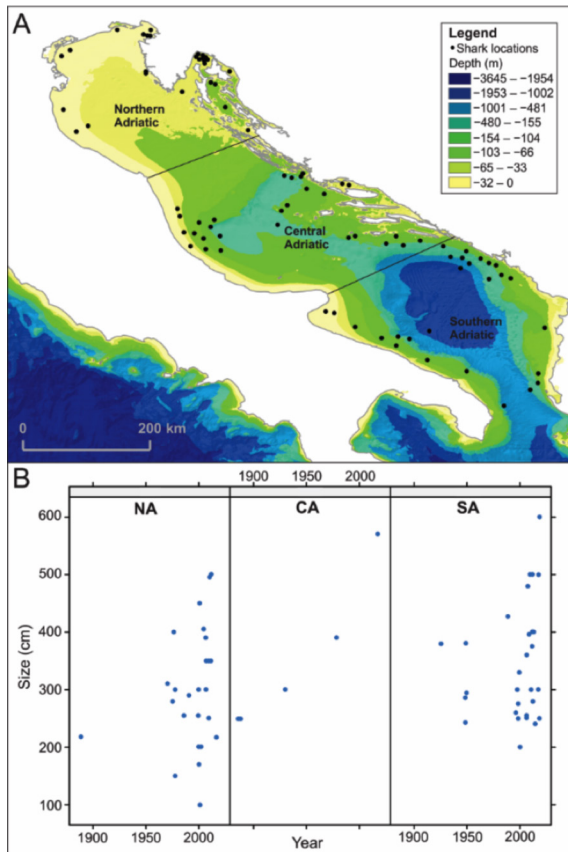 A
Legend
Shark locations
Depth (m)
−3645 – −1954
−1953 – −1002
−1001 – −481
−480 – −155
−154 – −104
−103 – −66
−65 – −33
−32 – 0
Northern
Adriatic
Central
Adriatic
Southern
Adriatic
0 200 km
B
1900 1950 2000
NA CA SA
600
500
400
300
200
100
Size (cm)
1900 1950 2000 1900 1950 2000
Year